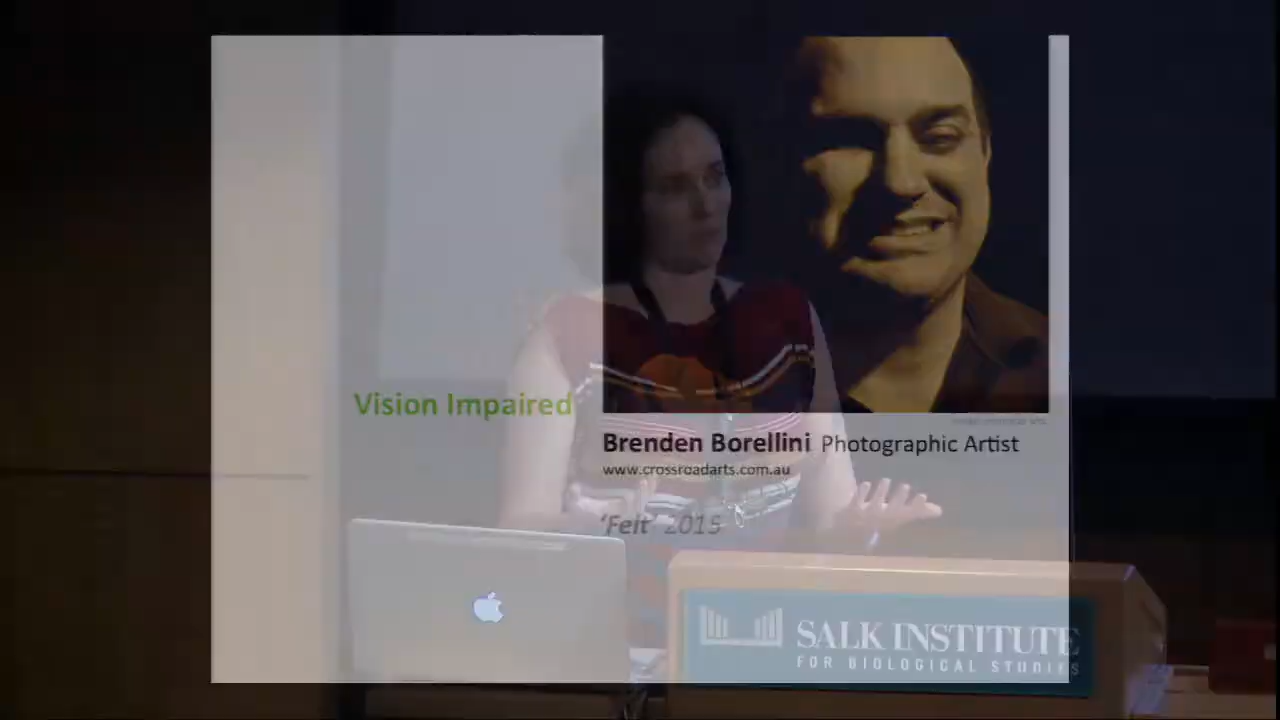 Vision Impaired
Brenden Borellini Photographic Artist
www.crossroadarts.com.au
'Felt' 2015
SALK INSTITUTE
FOR BIOLOGICAL STUDIES